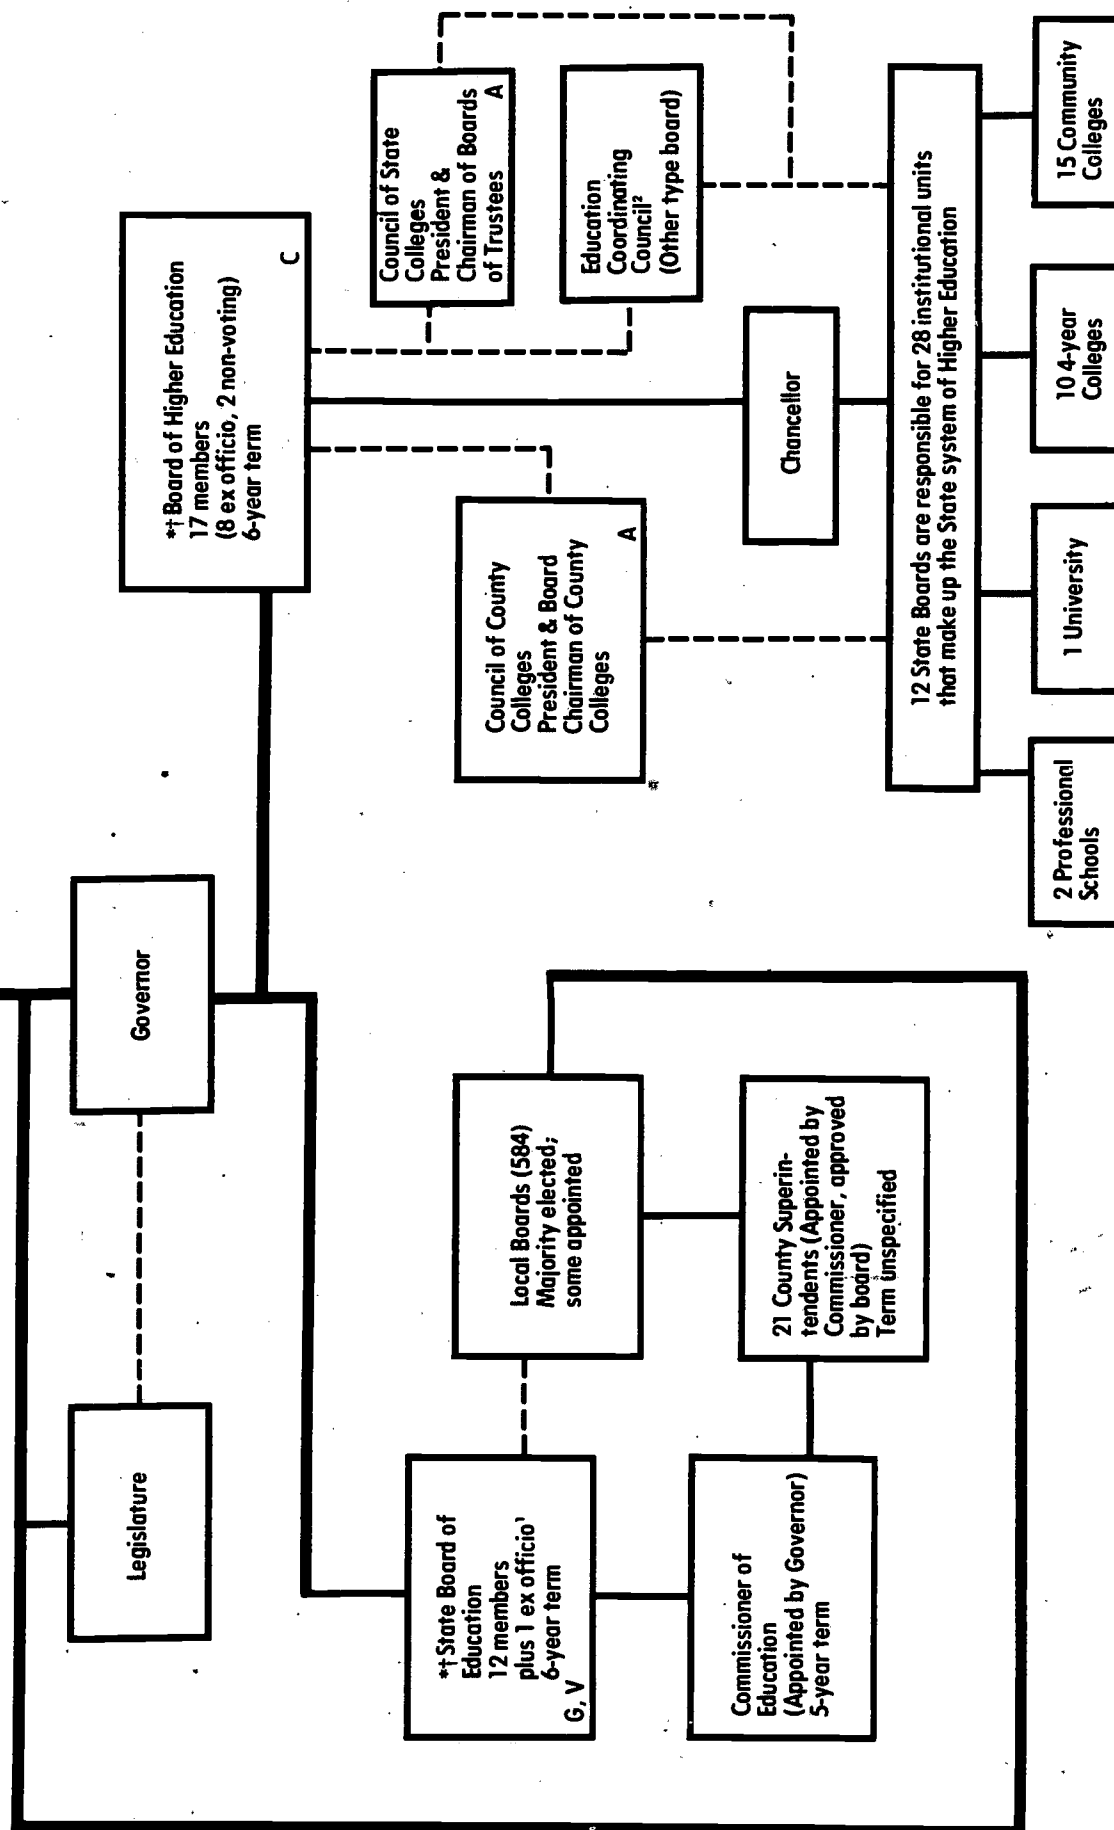 Legislature
Governor
*†Board of Higher Education
17 members
(8 ex officio, 2 non-voting)
6-year term
C
*†State Board of
Education
12 members
plus 1 ex officio¹
6-year term
G, V
Local Boards (584)
Majority elected;
some appointed
Council of County
Colleges
President & Board
Chairman of County
Colleges
A
Council of State
Colleges
President &
Chairman of Boards
of Trustees
A
Education
Coordinating
Council²
(Other type board)
Commissioner of
Education
(Appointed by Governor)
5-year term
21 County Superin-
tendents (Appointed by
Commissioner, approved
by board)
Term unspecified
Chancellor
12 State Boards are responsible for 28 institutional units
that make up the State system of Higher Education
2 Professional
Schools
1 University
10 4-year
Colleges
15 Community
Colleges